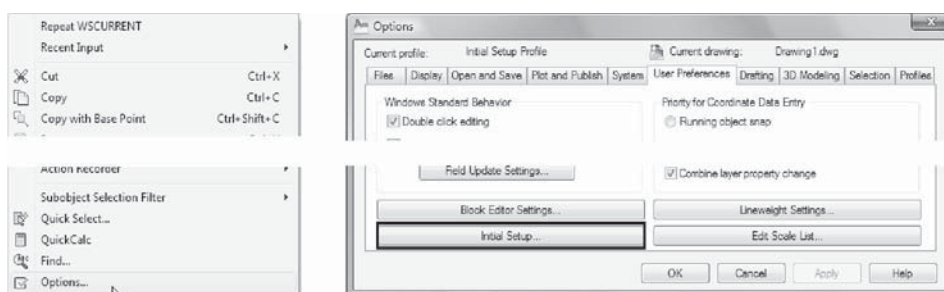 Repeat WSCURRENT
Recent Input
Cut Ctrl+X
Copy Ctrl+C
Copy with Base Point Ctrl+Shift+C
Action Recorder
Subobject Selection Filter
Quick Select...
QuickCalc
Find...
Options...
Options
Current profile: Initial Setup Profile Current drawing: Drawing1.dwg
Files Display Open and Save Plot and Publish System User Preferences Drafting 3D Modeling Selection Profiles
Windows Standard Behavior Priority for Coordinate Data Entry
Double click editing Running object snap
Field Update Settings... Combine layer property change
Block Editor Settings... Lineweight Settings...
Initial Setup... Edit Scale List...
OK Cancel Apply Help